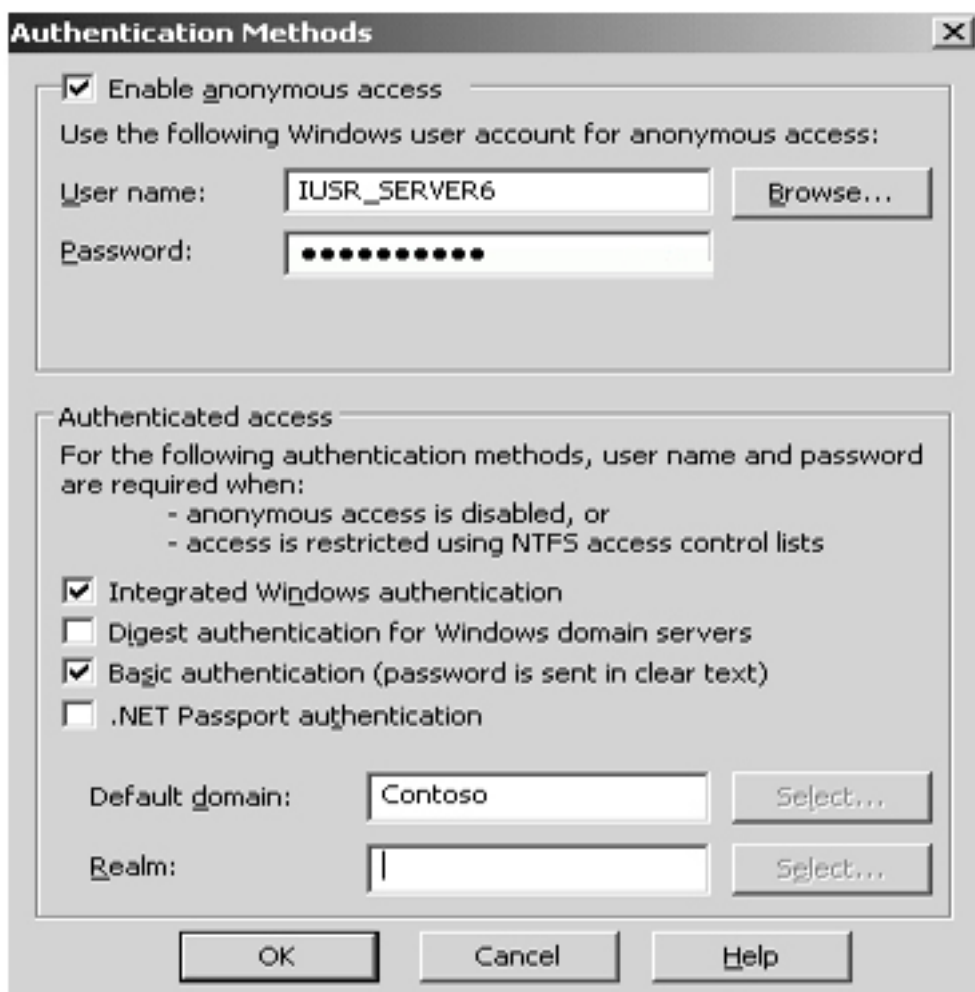 Authentication Methods
Enable anonymous access
Use the following Windows user account for anonymous access:
User name: IUSR_SERVER6 Browse...
Password: ●●●●●●●●●●
Authenticated access
For the following authentication methods, user name and password
are required when:
- anonymous access is disabled, or
- access is restricted using NTFS access control lists
Integrated Windows authentication
Digest authentication for Windows domain servers
Basic authentication (password is sent in clear text)
.NET Passport authentication
Default domain: Contoso Select...
Realm: Select...
OK Cancel Help